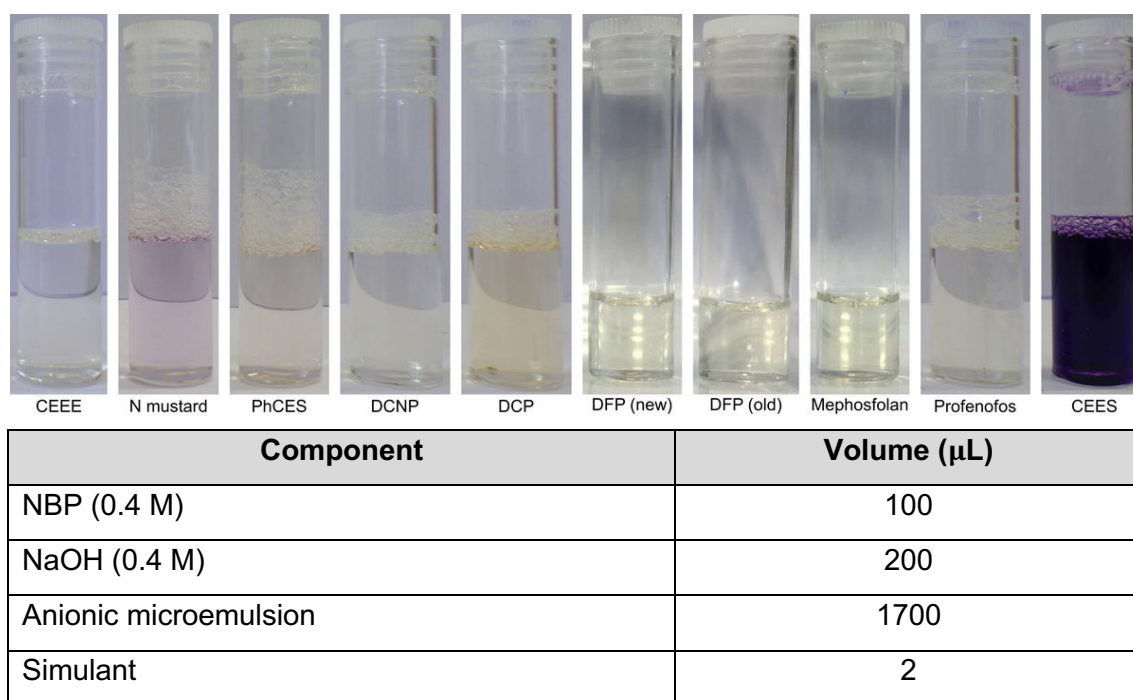 CEEE N mustard PhCES DCNP DCP DFP (new) DFP (old) Mephosfolan Profenofos CEES
Component Volume (μL)
NBP (0.4 M) 100
NaOH (0.4 M) 200
Anionic microemulsion 1700
Simulant 2